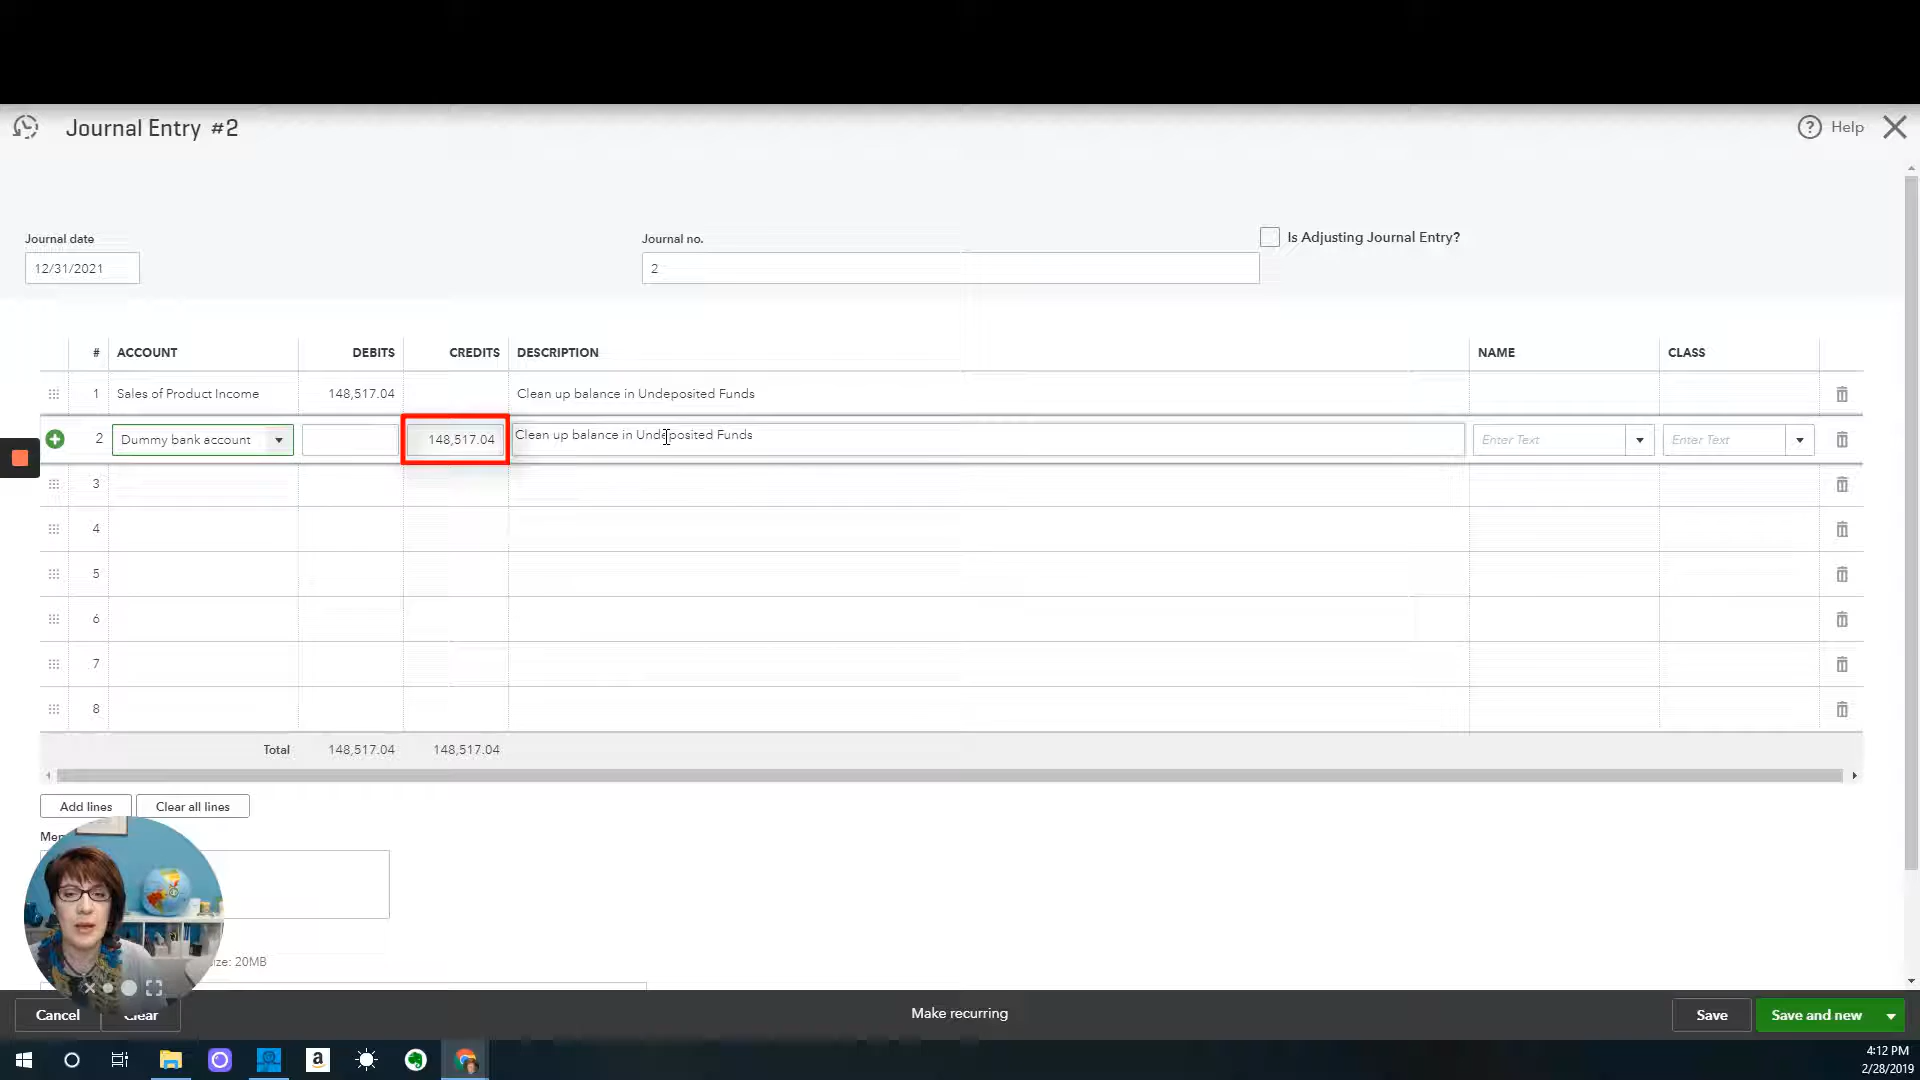 Journal Entry #2
? Help
Journal date
Journal no.
Is Adjusting Journal Entry?
12/31/2021
2
# ACCOUNT DEBITS CREDITS DESCRIPTION NAME CLASS
1 Sales of Product Income 148,517.04 Clean up balance in Undeposited Funds
2 Dummy bank account 148,517.04 Clean up balance in Undeposited Funds Enter Text Enter Text
3
4
5
6
7
8
Total 148,517.04 148,517.04
Add lines Clear all lines
20MB
Cancel Clear Make recurring Save Save and new
4:12 PM
2/28/2019